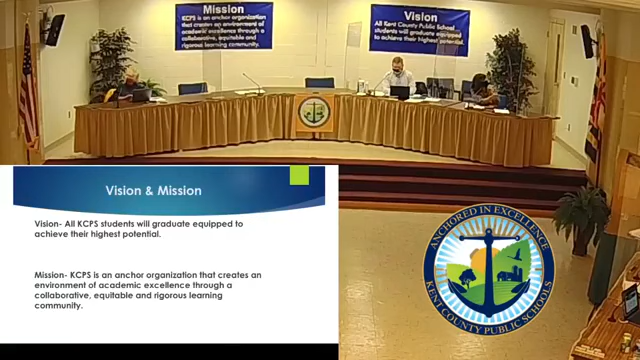 Mission
KCPS is an anchor organization
that creates an environment of
academic excellence through a
collaborative, equitable and
rigorous learning community
Vision
All Kent County Public School
students will graduate equipped
to achieve their highest potential.
Vision & Mission
Vision- All KCPS students will graduate equipped to
achieve their highest potential.
Mission- KCPS is an anchor organization that creates an
environment of academic excellence through a
collaborative, equitable and rigorous learning
community.
ANCHORED IN EXCELLENCE
KENT COUNTY PUBLIC SCHOOLS